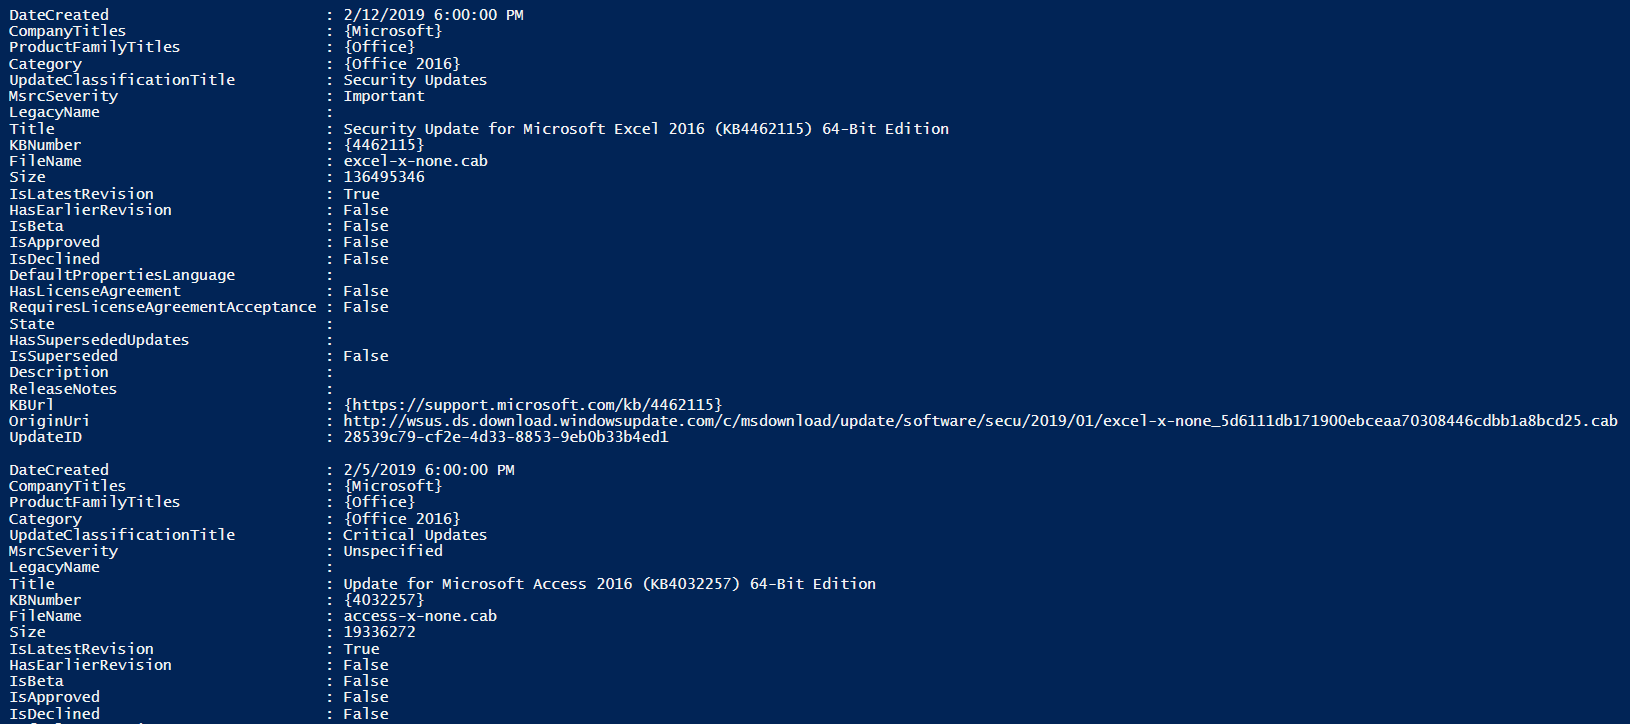 DateCreated                        : 2/12/2019 6:00:00 PM
CompanyTitles                      : {Microsoft}
ProductFamilyTitles                : {Office}
Category                           : {Office 2016}
UpdateClassificationTitle          : Security Updates
MsrcSeverity                       : Important
LegacyName                         :
Title                              : Security Update for Microsoft Excel 2016 (KB4462115) 64-Bit Edition
KBNumber                           : {4462115}
FileName                           : excel-x-none.cab
Size                               : 136495346
IsLatestRevision                   : True
HasEarlierRevision                 : False
IsBeta                             : False
IsApproved                         : False
IsDeclined                         : False
DefaultPropertiesLanguage          :
HasLicenseAgreement                : False
RequiresLicenseAgreementAcceptance : False
State                              :
HasSupersededUpdates               :
IsSuperseded                       : False
Description                        :
ReleaseNotes                       :
KBUrl                              : {https://support.microsoft.com/kb/4462115}
OriginUri                          : http://wsus.ds.download.windowsupdate.com/c/msdownload/update/software/secu/2019/01/excel-x-none_5d6111db171900ebceaa70308446cdbb1a8bcd25.cab
UpdateID                           : 28539c79-cf2e-4d33-8853-9eb0b33b4ed1

DateCreated                        : 2/5/2019 6:00:00 PM
CompanyTitles                      : {Microsoft}
ProductFamilyTitles                : {Office}
Category                           : {Office 2016}
UpdateClassificationTitle          : Critical Updates
MsrcSeverity                       : Unspecified
LegacyName                         :
Title                              : Update for Microsoft Access 2016 (KB4032257) 64-Bit Edition
KBNumber                           : {4032257}
FileName                           : access-x-none.cab
Size                               : 19336272
IsLatestRevision                   : True
HasEarlierRevision                 : False
IsBeta                             : False
IsApproved                         : False
IsDeclined                         : False